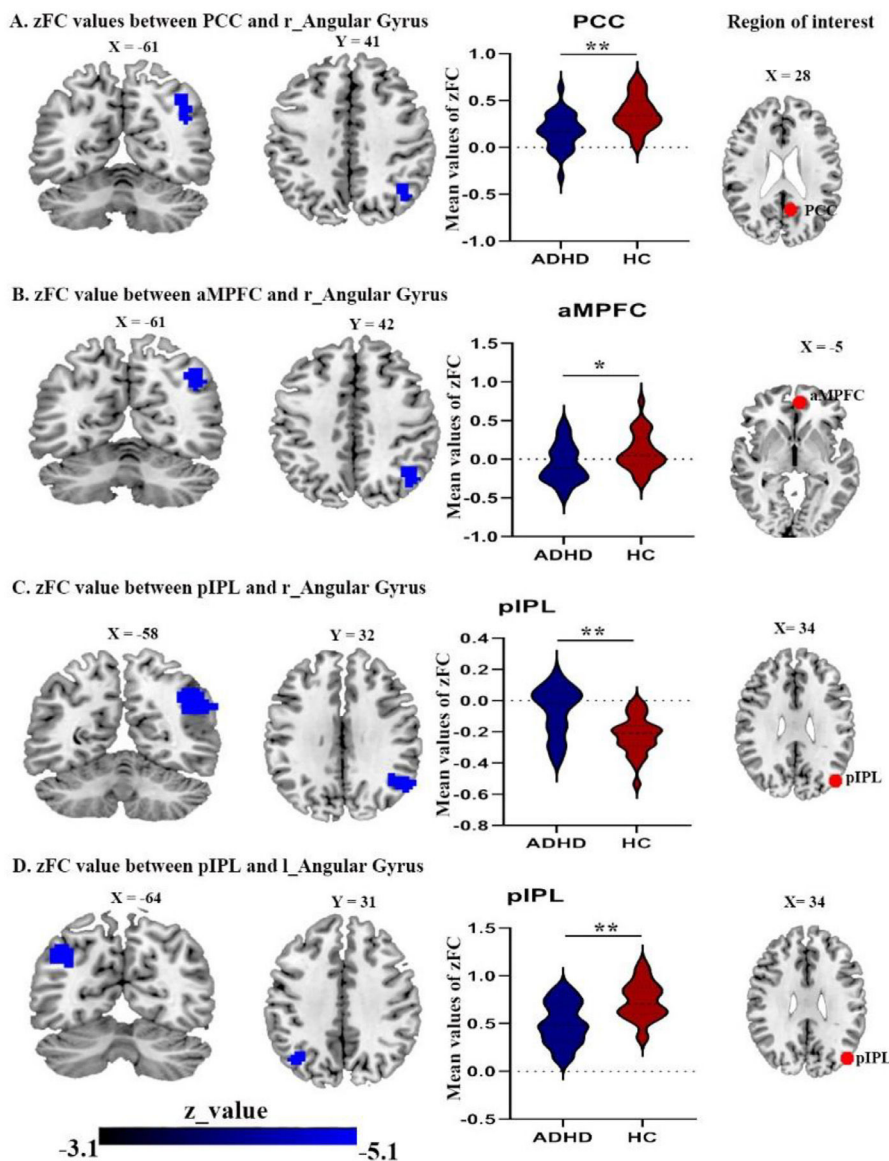 A. zFC values between PCC and r_Angular Gyrus
X = -61
Y = 41
PCC
**
Mean values of zFC
1.0
0.5
0.0
-0.5
-1.0
ADHD
HC
Region of interest
X = 28
PCC
B. zFC value between aMPFC and r_Angular Gyrus
X = -61
Y = 42
aMPFC
*
Mean values of zFC
1.5
1.0
0.5
0.0
-0.5
-1.0
ADHD
HC
X = -5
aMPFC
C. zFC value between pIPL and r_Angular Gyrus
X = -58
Y = 32
pIPL
**
Mean values of zFC
0.4
0.2
0.0
-0.2
-0.4
-0.6
-0.8
ADHD
HC
X= 34
pIPL
D. zFC value between pIPL and l_Angular Gyrus
X = -64
Y = 31
pIPL
**
Mean values of zFC
1.5
1.0
0.5
0.0
-0.5
ADHD
HC
X= 34
pIPL
z_value
-3.1
-5.1